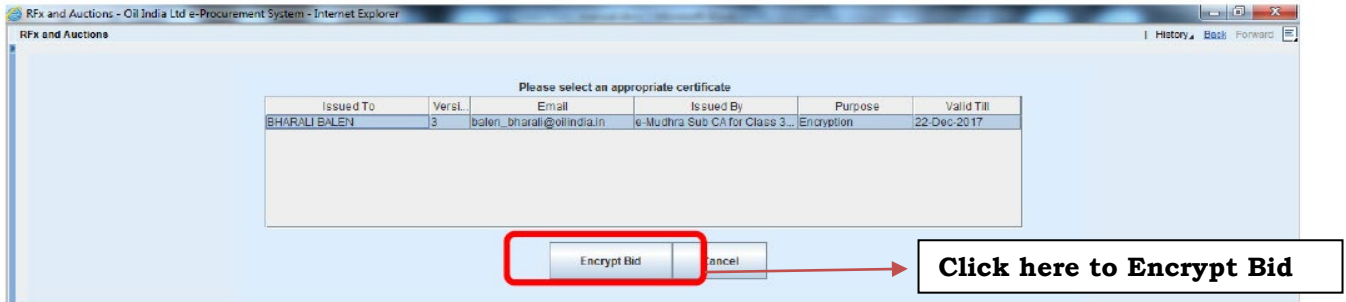 RFx and Auctions - Oil India Ltd e-Procurement System - Internet Explorer
RFx and Auctions | History Back Forward
Please select an appropriate certificate
Issued To Versi... Email Issued By Purpose Valid Till
BHARALI BALEN 3 balen_bharali@oilindia.in e-Mudhra Sub CA for Class 3... Encryption 22-Dec-2017
Encrypt Bid Cancel
Click here to Encrypt Bid